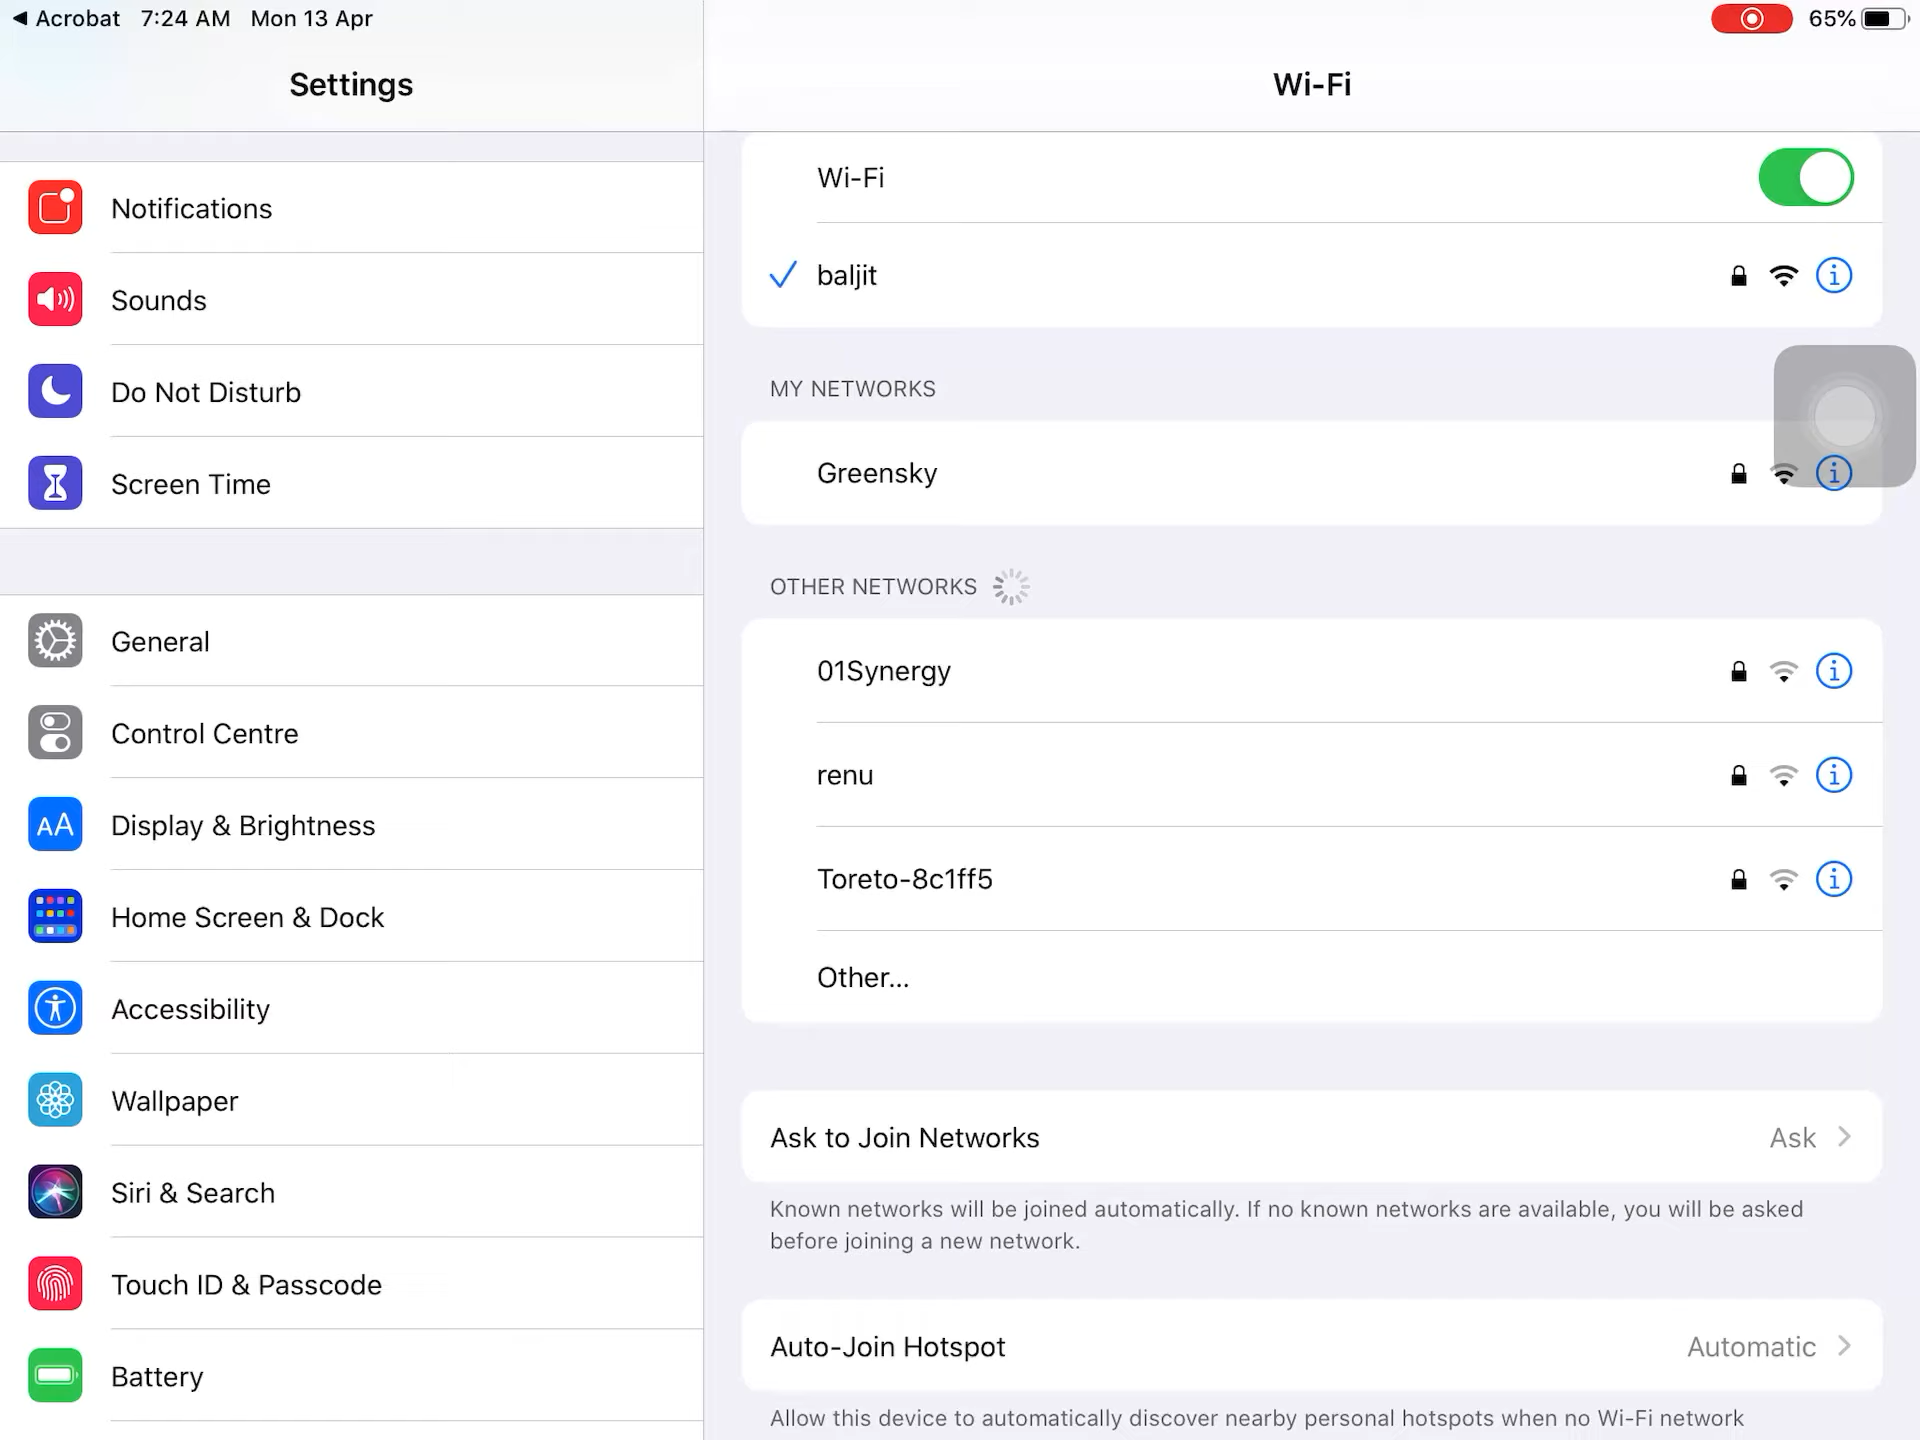 Acrobat 7:24 AM Mon 13 Apr
65%
Settings
Wi-Fi
Notifications
Sounds
Do Not Disturb
Screen Time
General
Control Centre
AA
Display & Brightness
Home Screen & Dock
Accessibility
Wallpaper
Siri & Search
Touch ID & Passcode
Battery
Wi-Fi
baljit
MY NETWORKS
Greensky
OTHER NETWORKS
01Synergy
renu
Toreto-8c1ff5
Other...
Ask to Join Networks Ask
Known networks will be joined automatically. If no known networks are available, you will be asked
before joining a new network.
Auto-Join Hotspot Automatic
Allow this device to automatically discover nearby personal hotspots when no Wi-Fi network